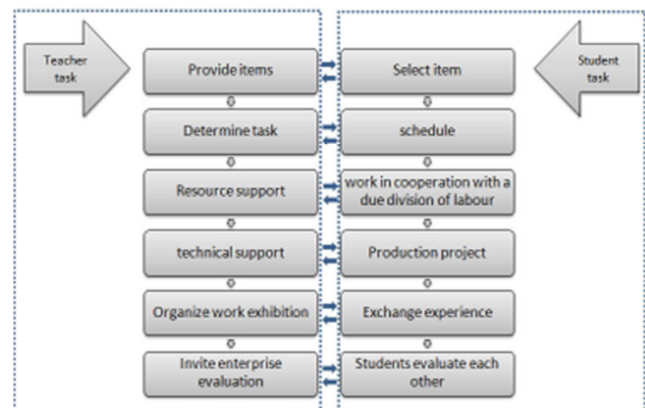 Teacher
task
Provide items
Select item
Student
task
Determine task
schedule
Resource support
work in cooperation with a
due division of labour
technical support
Production project
Organize work exhibition
Exchange experience
Invite enterprise
evaluation
Students evaluate each
other